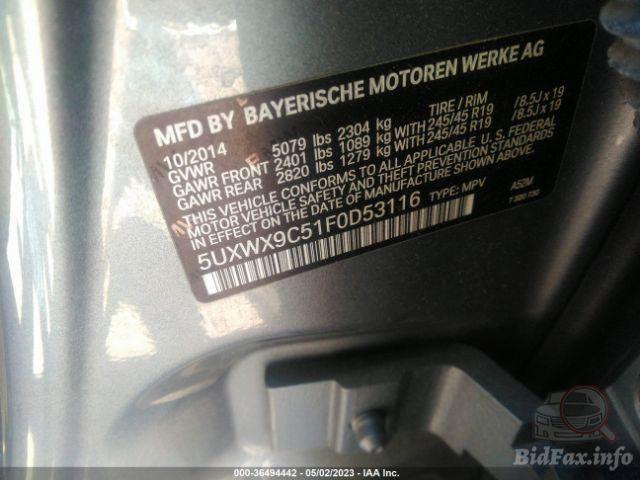 MFD BY BAYERISCHE MOTOREN WERKE AG
10/2014
GVWR 5079 lbs 2304 kg TIRE / RIM
GAWR FRONT 2401 lbs 1089 kg WITH 245/45 R19 /8.5J x 19
GAWR REAR 2820 lbs 1279 kg WITH 245/45 R19 /8.5J x 19
THIS VEHICLE CONFORMS TO ALL APPLICABLE U. S. FEDERAL
MOTOR VEHICLE SAFETY AND THEFT PREVENTION STANDARDS
IN EFFECT ON THE DATE OF MANUFACTURE SHOWN ABOVE.
5UXWX9C51F0D53116 TYPE: MPV A52M
7 300 730
000-36494442 - 05/02/2023 - IAA Inc.
BidFax.info